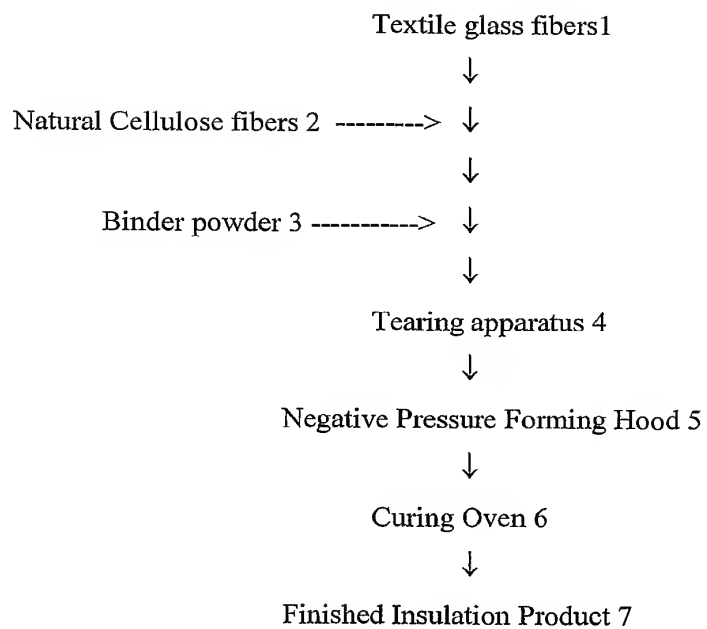 Textile glass fibers1
↓
Natural Cellulose fibers 2 ---------> ↓
↓
Binder powder 3 -----------> ↓
↓
Tearing apparatus 4
↓
Negative Pressure Forming Hood 5
↓
Curing Oven 6
↓
Finished Insulation Product 7